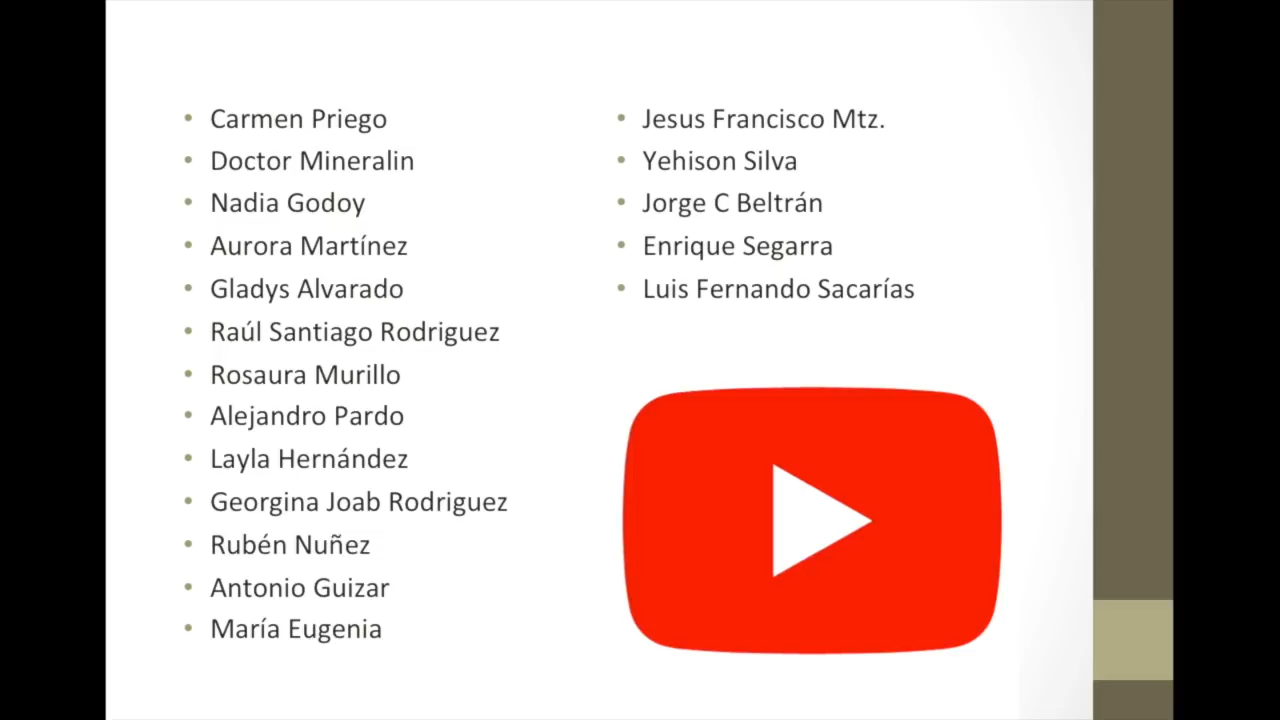 • Carmen Priego
• Doctor Mineralin
• Nadia Godoy
• Aurora Martínez
• Gladys Alvarado
• Raúl Santiago Rodriguez
• Rosaura Murillo
• Alejandro Pardo
• Layla Hernández
• Georgina Joab Rodriguez
• Rubén Nuñez
• Antonio Guizar
• María Eugenia
• Jesus Francisco Mtz.
• Yehison Silva
• Jorge C Beltrán
• Enrique Segarra
• Luis Fernando Sacarías